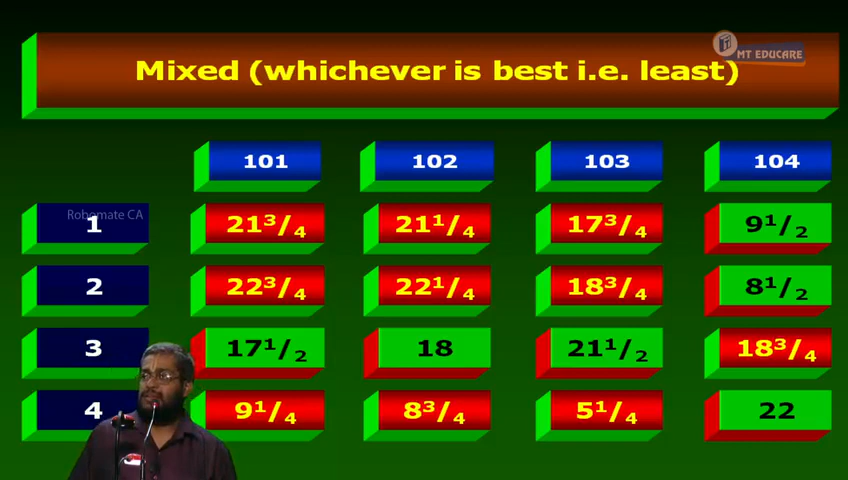 MT EDUCARE
Mixed (whichever is best i.e. least)
101 102 103 104
Robomate CA
1 21³/₄ 21¹/₄ 17³/₄ 9¹/₂
2 22³/₄ 22¹/₄ 18³/₄ 8¹/₂
3 17¹/₂ 18 21¹/₂ 18³/₄
4 9¹/₄ 8³/₄ 5¹/₄ 22